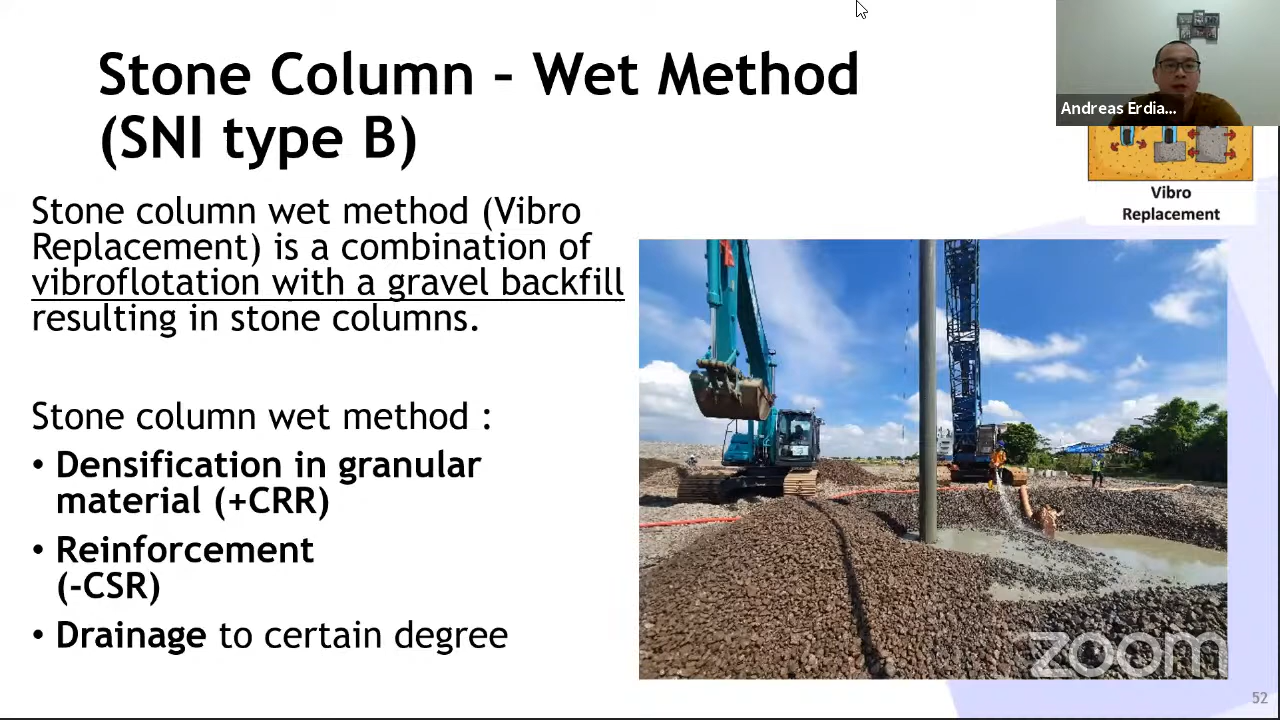 Stone Column – Wet Method
(SNI type B)
Andreas Erdia...
Vibro
Replacement
Stone column wet method (Vibro
Replacement) is a combination of
vibroflotation with a gravel backfill
resulting in stone columns.
Stone column wet method :
• Densification in granular
material (+CRR)
• Reinforcement
(-CSR)
• Drainage to certain degree
zoom
52